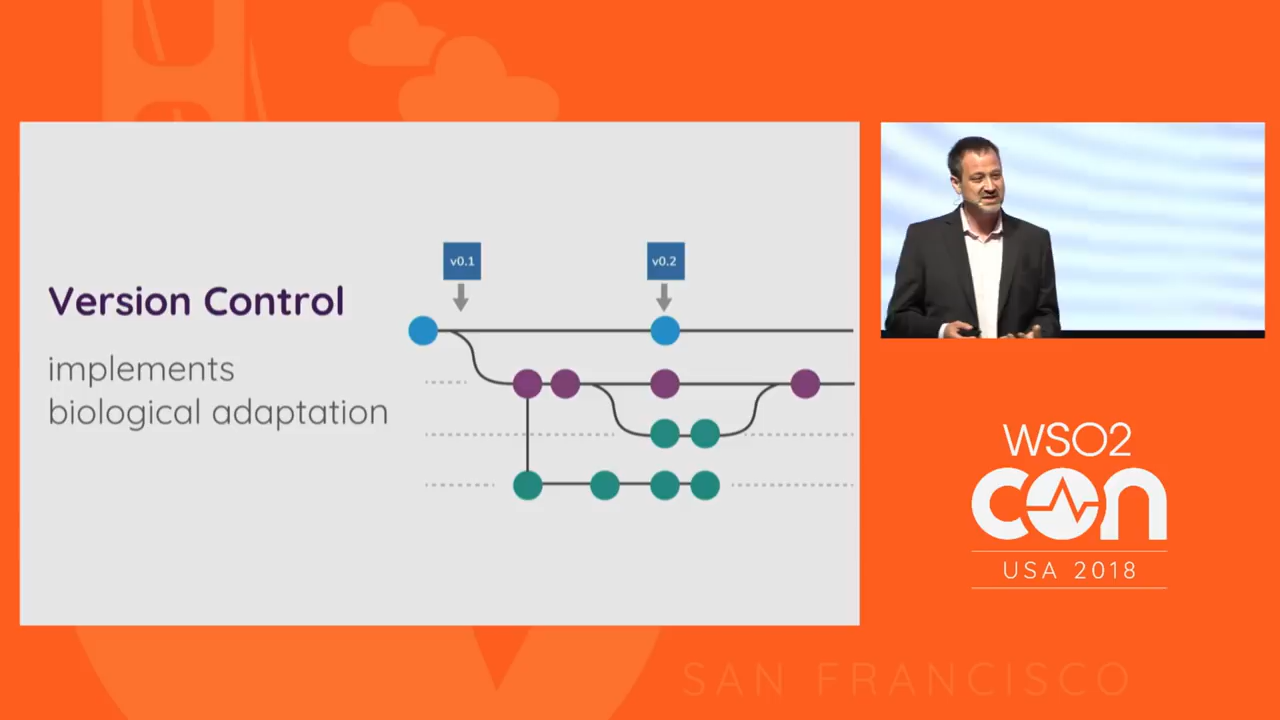 v0.1
v0.2
Version Control
implements
biological adaptation
WSO2
con
USA 2018
SAN FRANCISCO